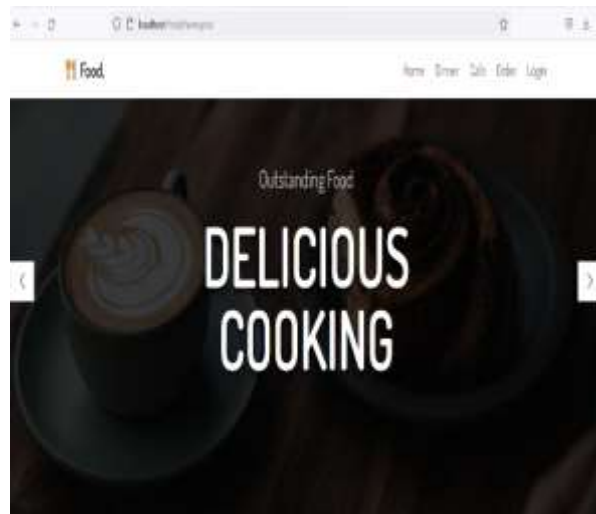 Food.
Home Dinner Cafe Order Login
Outstanding Food
DELICIOUS
COOKING